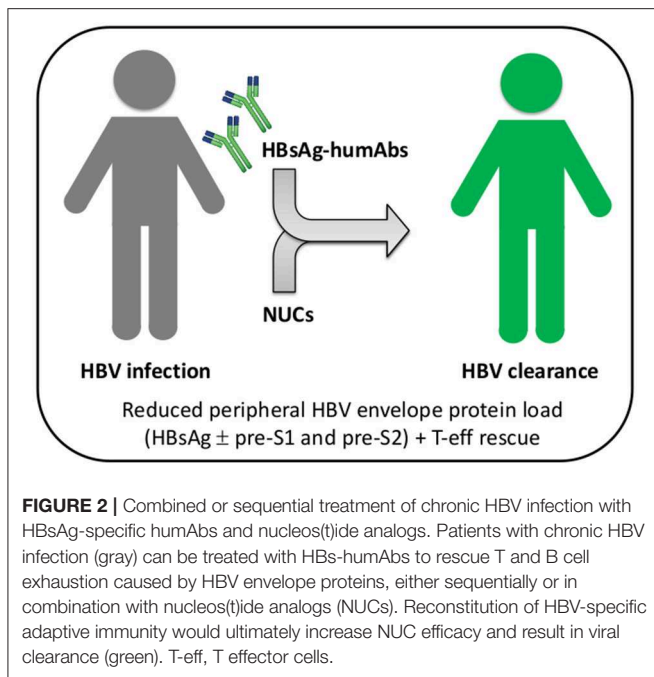 HBsAg-humAbs
NUCs
HBV infection
HBV clearance
Reduced peripheral HBV envelope protein load
(HBsAg ± pre-S1 and pre-S2) + T-eff rescue
FIGURE 2 | Combined or sequential treatment of chronic HBV infection with
HBsAg-specific humAbs and nucleos(t)ide analogs. Patients with chronic HBV
infection (gray) can be treated with HBs-humAbs to rescue T and B cell
exhaustion caused by HBV envelope proteins, either sequentially or in
combination with nucleos(t)ide analogs (NUCs). Reconstitution of HBV-specific
adaptive immunity would ultimately increase NUC efficacy and result in viral
clearance (green). T-eff, T effector cells.